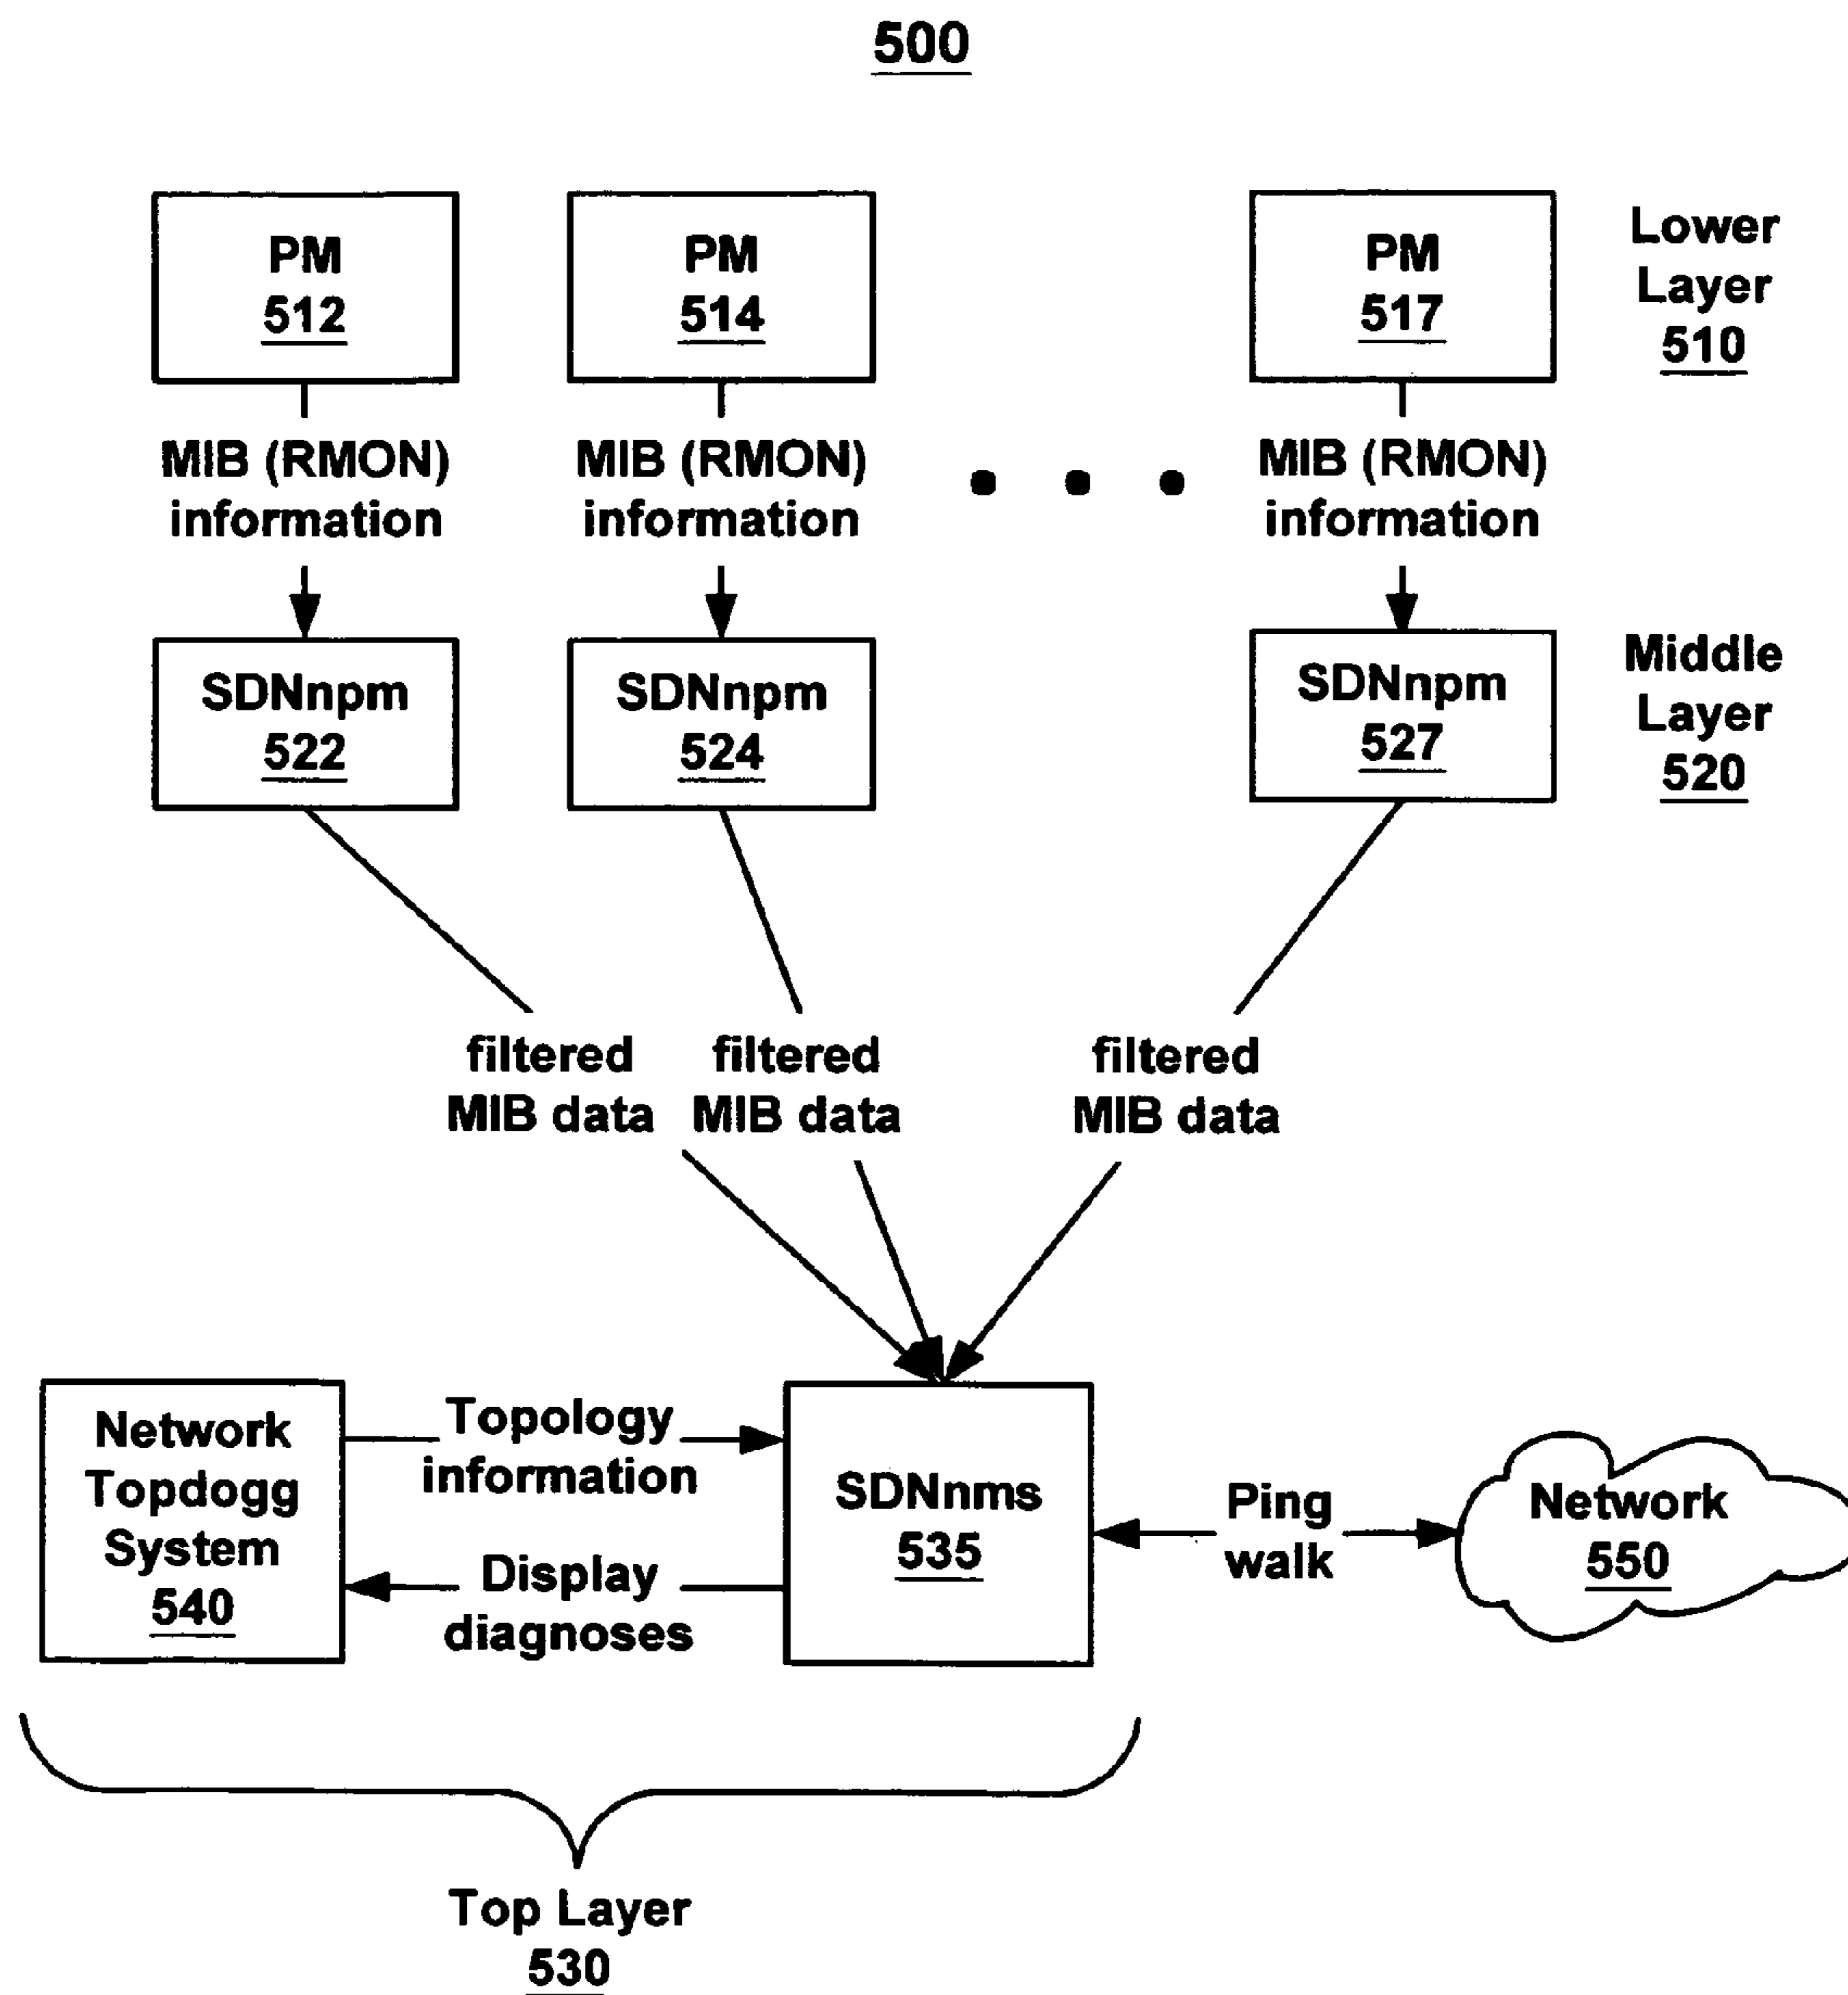 500
PM
512
PM
514
PM
517
Lower
Layer
510
MIB (RMON)
information
MIB (RMON)
information
MIB (RMON)
information
SDNnpm
522
SDNnpm
524
SDNnpm
527
Middle
Layer
520
filtered
MIB data
filtered
MIB data
filtered
MIB data
Network
Topdogg
System
540
Topology
information
Display
diagnoses
SDNnms
535
Ping
walk
Network
550
Top Layer
530